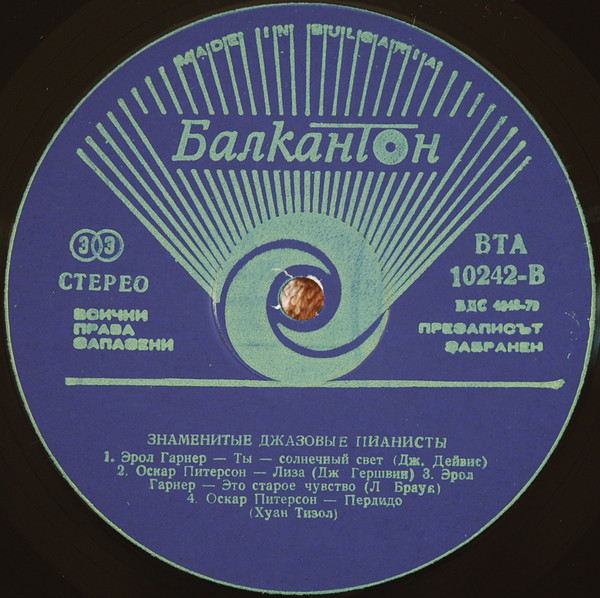 MADE IN BULGARIA
Балкантон
ЭЭ
СТЕРЕО
ВСИЧКИ
ПРАВА
ЗАПАЗЕНИ
ВТА
10242-В
БДС
ПРЕЗАПИСЪТ
ЗАБРАНЕН
ЗНАМЕНИТЫЕ ДЖАЗОВЫЕ ПИАНИСТЫ
1. Эрол Гарнер — Ты — солнечный свет (Дж. Дейвис)
2. Оскар Питерсон — Лиза (Дж Гершвин) 3. Эрол
Гарнер — Это старое чувство (Л Браун)
4. Оскар Питерсон — Пердидо
(Хуан Тизол)